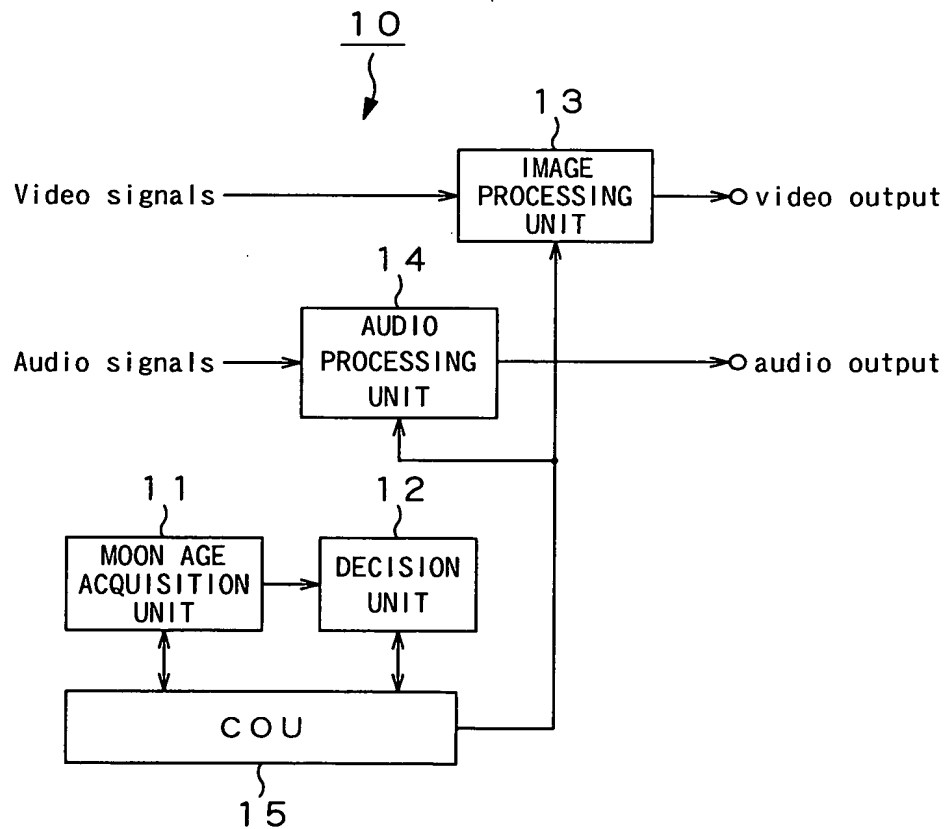 10
13
IMAGE
PROCESSING
UNIT
Video signals
video output
14
AUDIO
PROCESSING
UNIT
Audio signals
audio output
11
12
MOON AGE
ACQUISITION
UNIT
DECISION
UNIT
COU
15